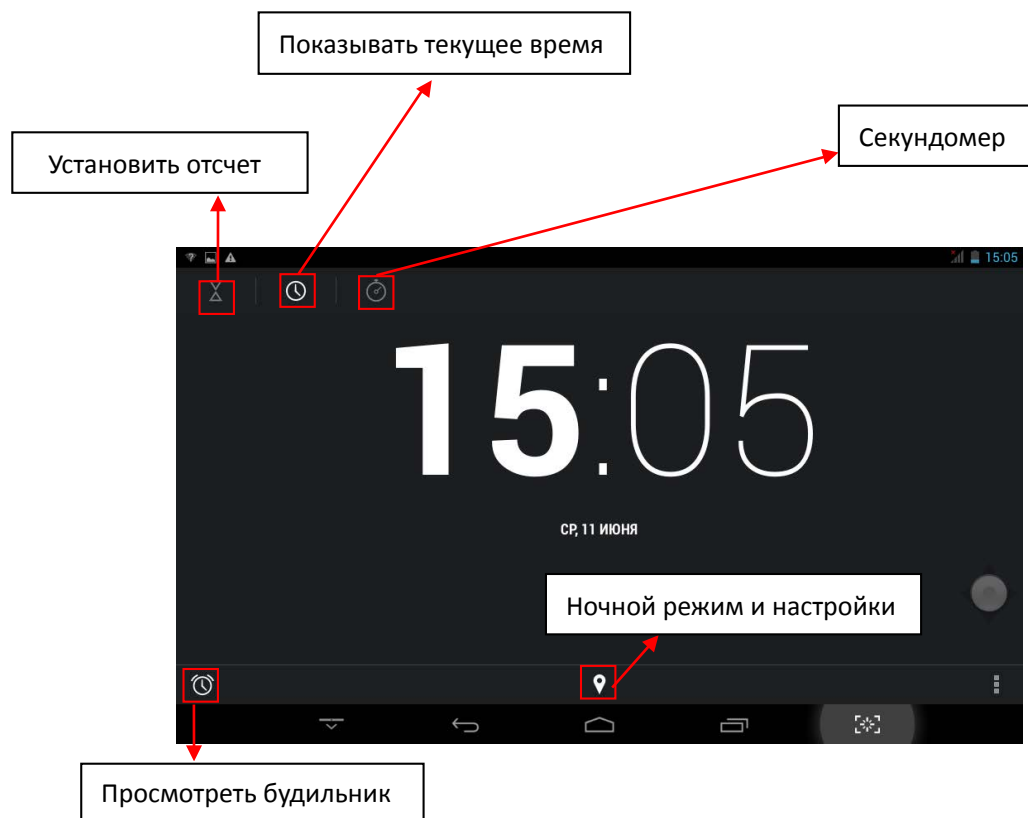 Показывать текущее время
Секундомер
Установить отсчет
15:05
15:05
СР, 11 ИЮНЯ
Ночной режим и настройки
Просмотреть будильник